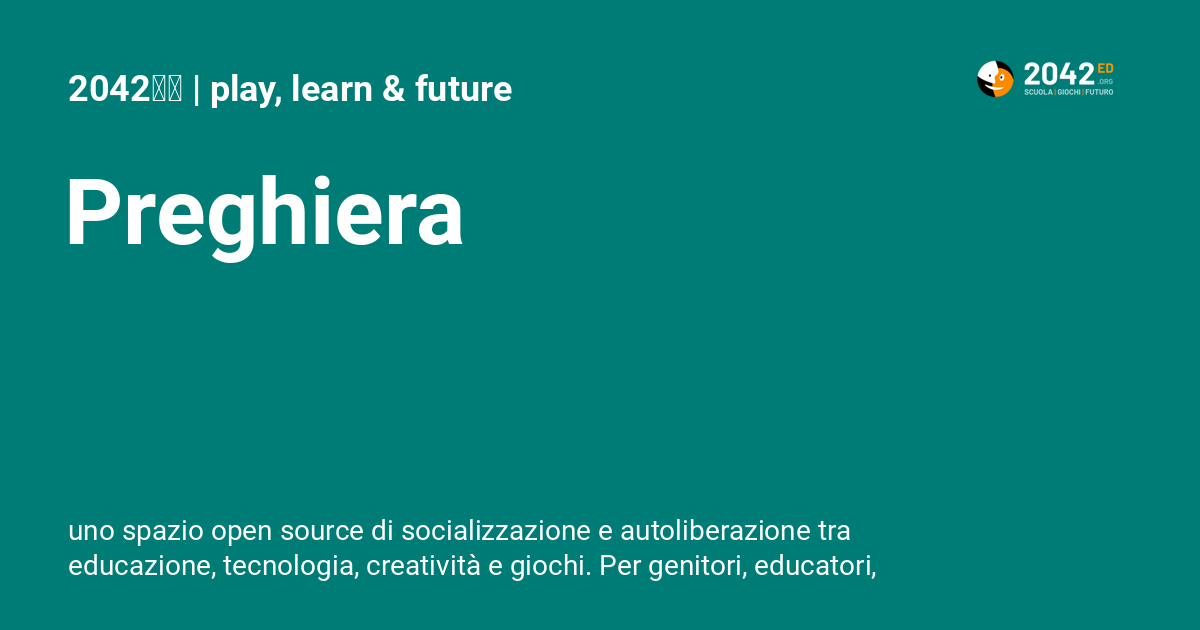 2042 | play, learn & future
2042 ED
.ORG
SCUOLA | GIOCHI | FUTURO
Preghiera
uno spazio open source di socializzazione e autoliberazione tra
educazione, tecnologia, creatività e giochi. Per genitori, educatori,